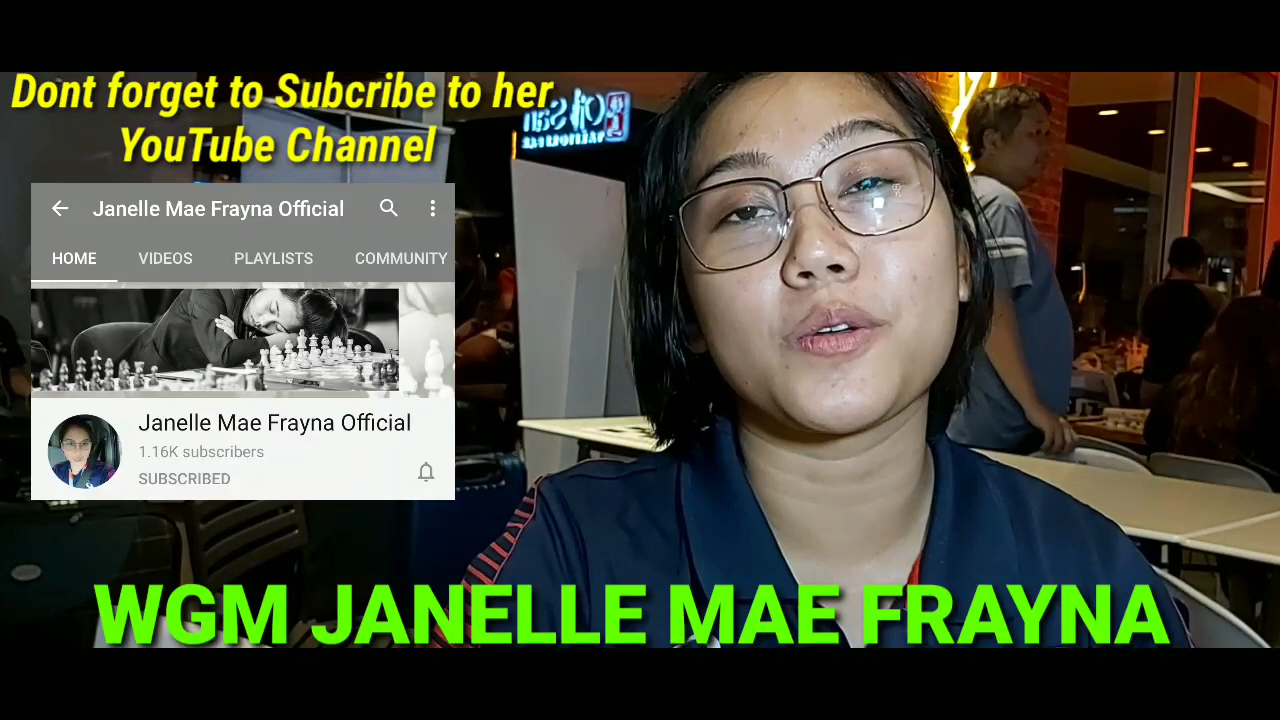 Dont forget to Subcribe to her
YouTube Channel
Janelle Mae Frayna Official
HOME VIDEOS PLAYLISTS COMMUNITY
Janelle Mae Frayna Official
1.16K subscribers
SUBSCRIBED
WGM JANELLE MAE FRAYNA